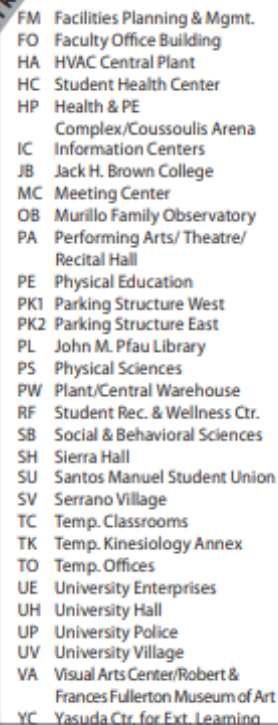 FM Facilities Planning & Mgmt.
FO Faculty Office Building
HA HVAC Central Plant
HC Student Health Center
HP Health & PE
Complex/Coussoulis Arena
IC Information Centers
JB Jack H. Brown College
MC Meeting Center
OB Murillo Family Observatory
PA Performing Arts/ Theatre/
Recital Hall
PE Physical Education
PK1 Parking Structure West
PK2 Parking Structure East
PL John M. Pfau Library
PS Physical Sciences
PW Plant/Central Warehouse
RF Student Rec. & Wellness Ctr.
SB Social & Behavioral Sciences
SH Sierra Hall
SU Santos Manuel Student Union
SV Serrano Village
TC Temp. Classrooms
TK Temp. Kinesiology Annex
TO Temp. Offices
UE University Enterprises
UH University Hall
UP University Police
UV University Village
VA Visual Arts Center/Robert &
Frances Fullerton Museum of Art
YC Yasuda Ctr. for Ext. Learning